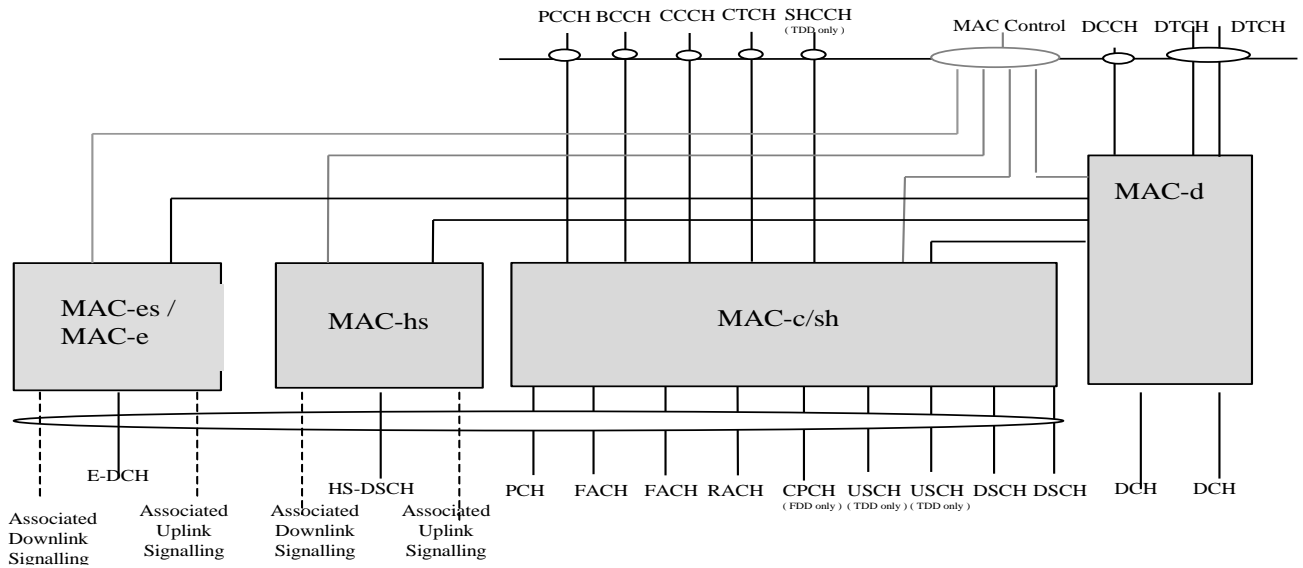 PCCH BCCH CCCH CTCH SHCCH MAC Control DCCH DTCH DTCH
( TDD only )
MAC-d
MAC-es /
MAC-e
MAC-hs
MAC-c/sh
E-DCH
HS-DSCH
PCH FACH FACH RACH CPCH USCH USCH DSCH DSCH DCH DCH
( FDD only ) ( TDD only ) ( TDD only )
Associated
Downlink
Signalling
Associated
Uplink
Signalling
Associated
Downlink
Signalling
Associated
Uplink
Signalling